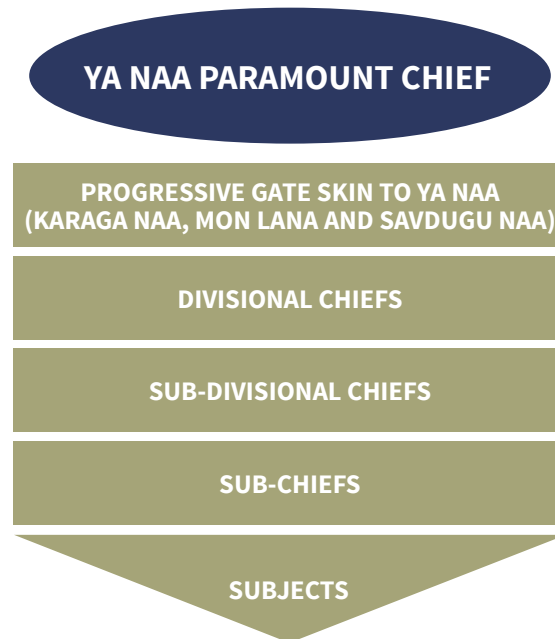 YA NAA PARAMOUNT CHIEF
PROGRESSIVE GATE SKIN TO YA NAA
(KARAGA NAA, MON LANA AND SAVDUGU NAA)
DIVISIONAL CHIEFS
SUB-DIVISIONAL CHIEFS
SUB-CHIEFS
SUBJECTS